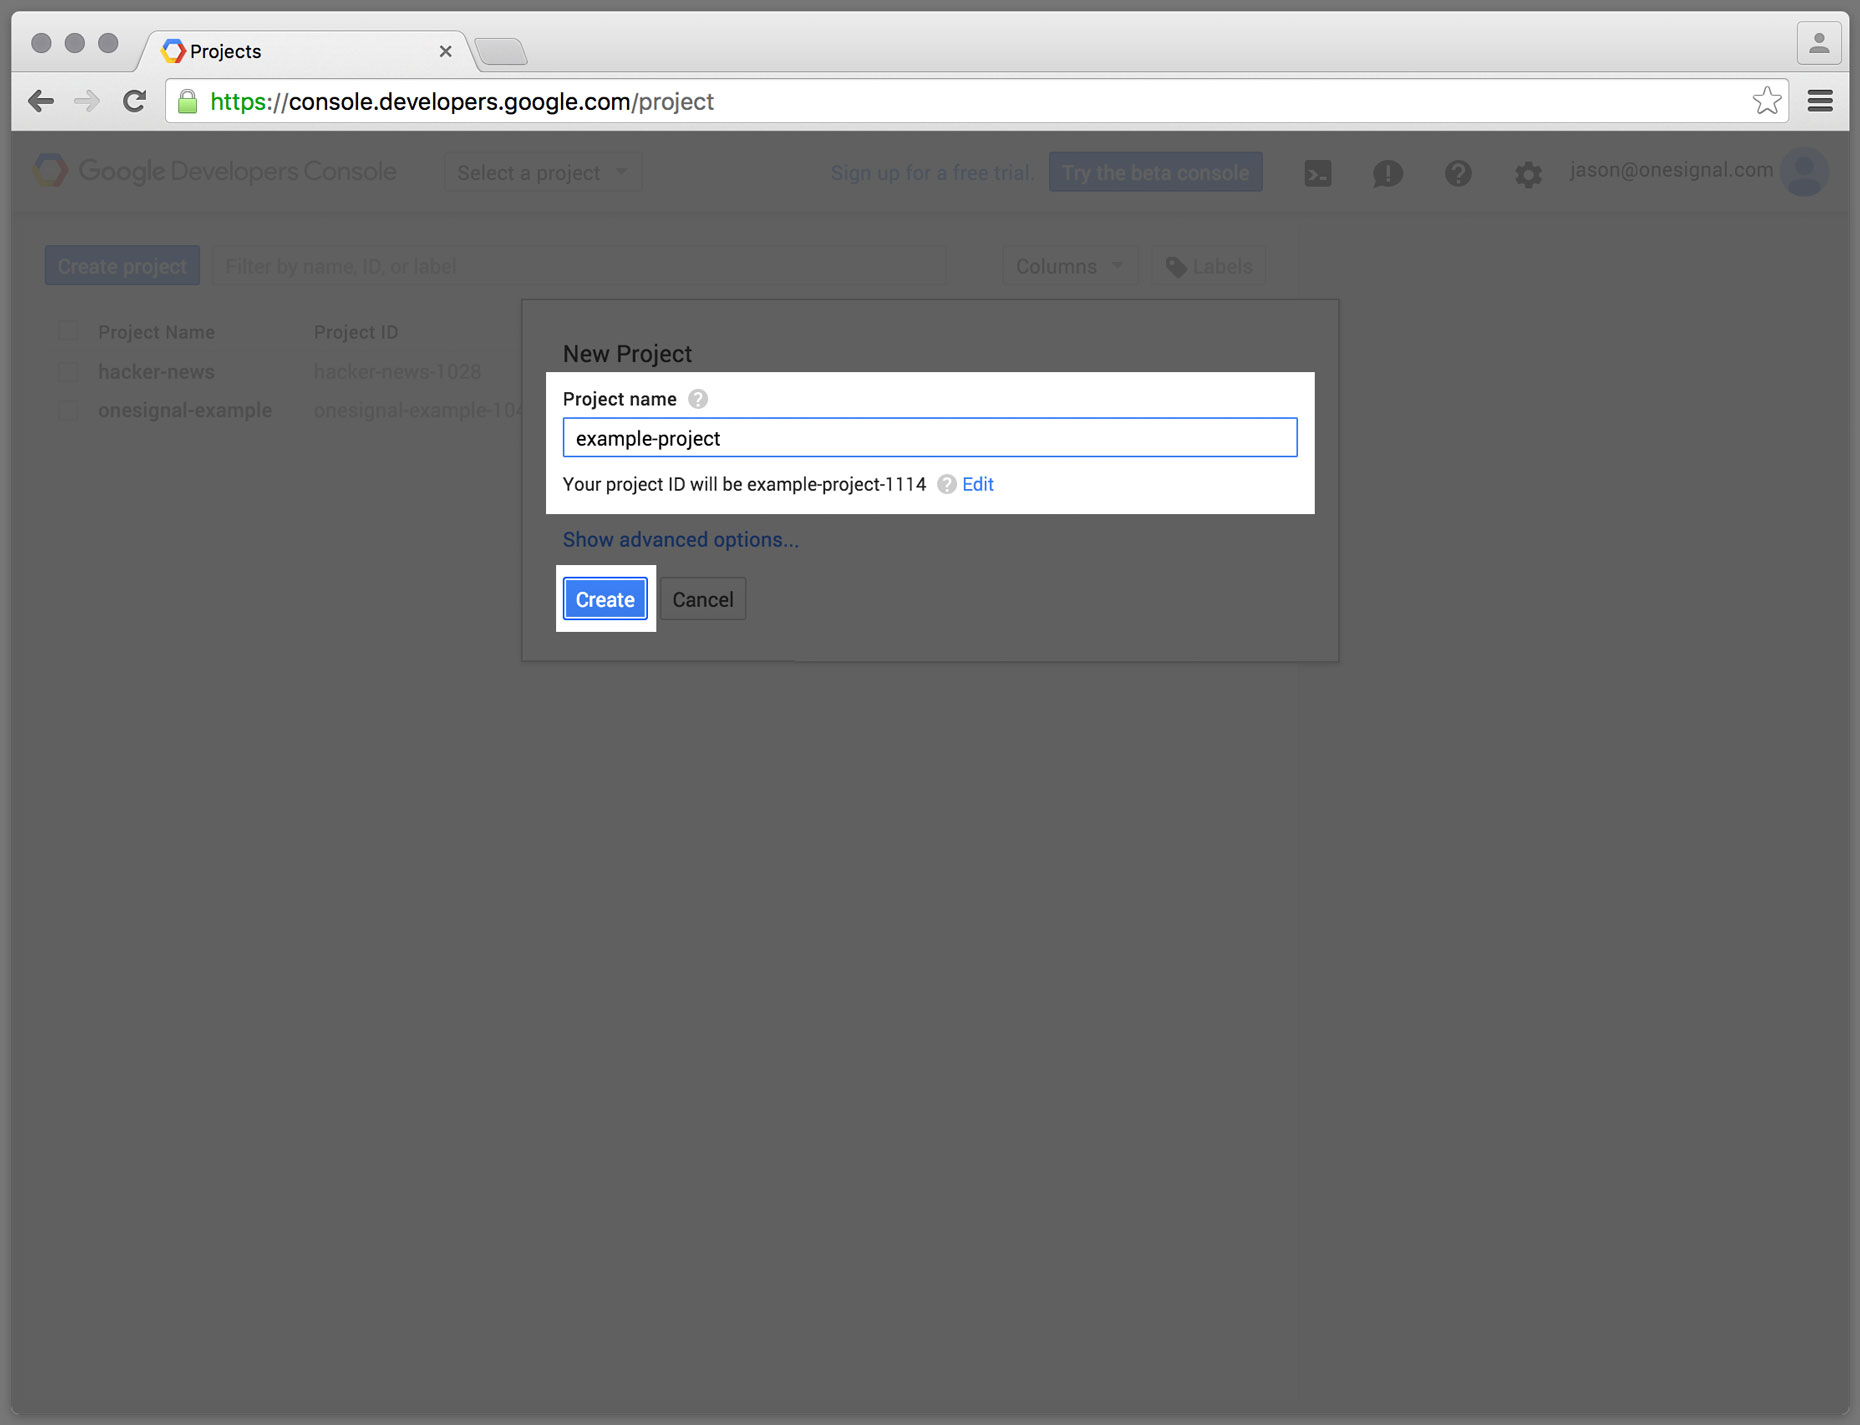 Projects
https://console.developers.google.com/project
Google Developers Console Select a project Sign up for a free trial. Try the beta console jason@onesignal.com
Create project Filter by name, ID, or label Columns Labels
Project Name Project ID
hacker-news hacker-news-1028
onesignal-example onesignal-example-104
New Project
Project name
example-project
Your project ID will be example-project-1114 Edit
Show advanced options...
Create Cancel